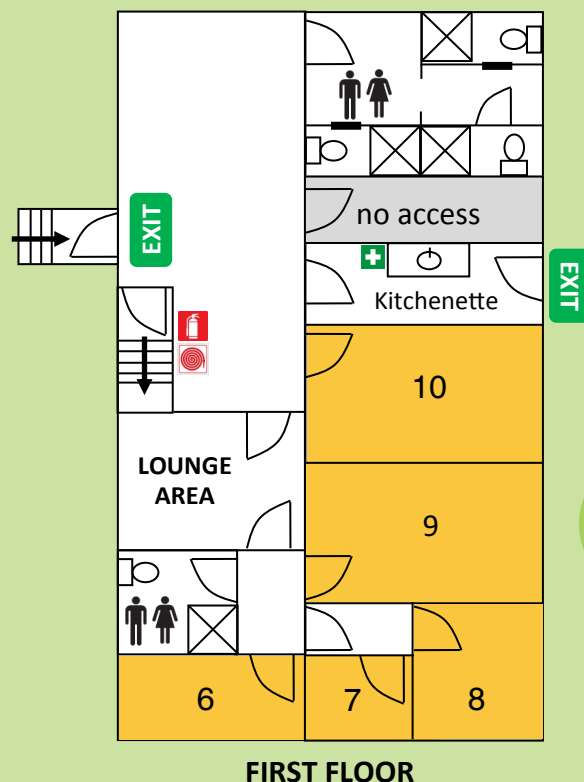 no access
EXIT
EXIT
Kitchenette
10
LOUNGE
AREA
9
6
7
8
FIRST FLOOR